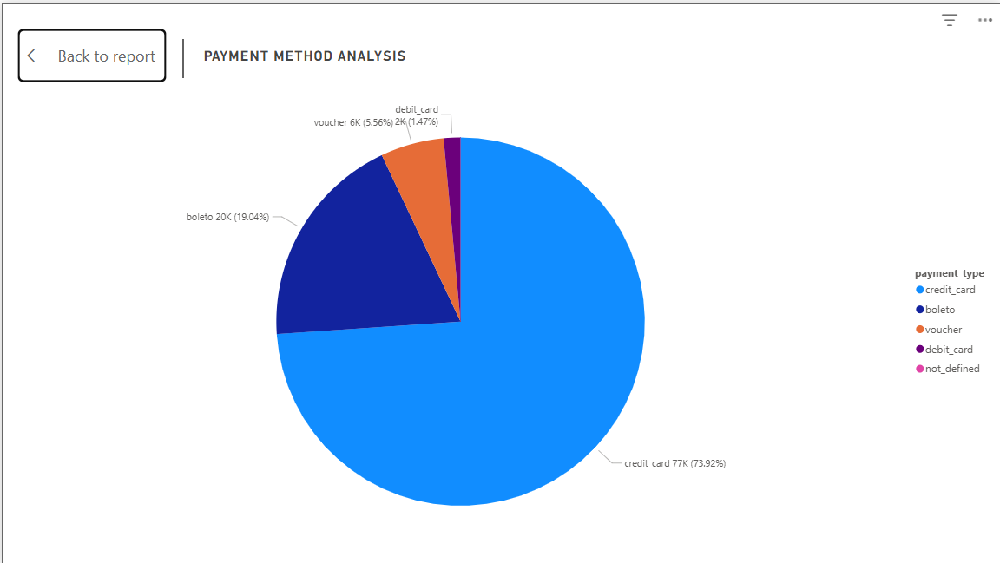 Back to report
PAYMENT METHOD ANALYSIS
debit_card
2K (1.47%)
voucher 6K (5.56%)
boleto 20K (19.04%)
credit_card 77K (73.92%)
payment_type
credit_card
boleto
voucher
debit_card
not_defined